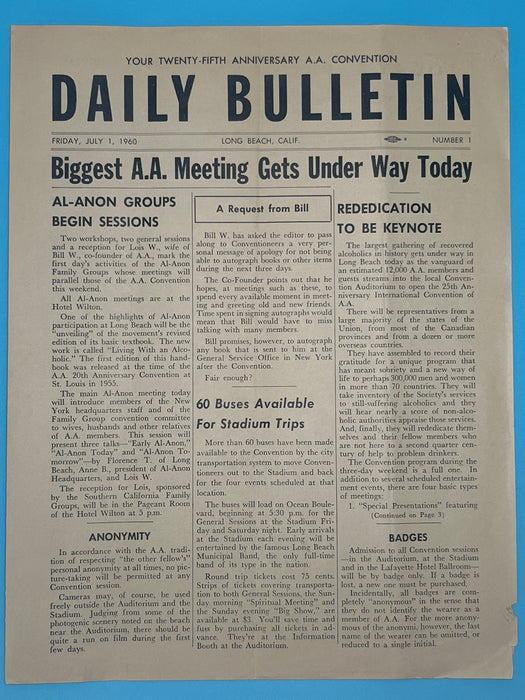 YOUR TWENTY-FIFTH ANNIVERSARY A.A. CONVENTION
DAILY BULLETIN
FRIDAY, JULY 1, 1960 LONG BEACH, CALIF. NUMBER 1
Biggest A.A. Meeting Gets Under Way Today
AL-ANON GROUPS
BEGIN SESSIONS
Two workshops, two general sessions
and a reception for Lois W., wife of
Bill W., co-founder of A.A., mark the
first day's activities of the Al-Anon
Family Groups whose meetings will
parallel those of the A.A. Convention
this weekend.
All Al-Anon meetings are at the
Hotel Wilton.
One of the highlights of Al-Anon
participation at Long Beach will be the
"unveiling" of the movement's revised
edition of its basic textbook. The new
work is called "Living With an Alco-
holic." The first edition of this hand-
book was released at the time of the
A.A. 20th Anniversary Convention at
St. Louis in 1955.
The main Al-Anon meeting today
will introduce members of the New
York headquarters staff and of the
Family Group convention committee
to wives, husbands and other relatives
of A.A. members. This session will
present three talks—"Early Al-Anon,"
"Al-Anon Today" and "Al-Anon To-
morrow"—by Florence T. of Long
Beach, Anne B., president of Al-Anon
Headquarters, and Lois W.
The reception for Lois, sponsored
by the Southern California Family
Groups, will be in the Pageant Room
of the Hotel Wilton at 5 p.m.
ANONYMITY
In accordance with the A.A. tradi-
tion of respecting "the other fellow's"
personal anonymity at all times, no pic-
ture-taking will be permitted at any
Convention session.
Cameras may, of course, be used
freely outside the Auditorium and the
Stadium. Judging from some of the
photogenic scenery noted on the beach
near the Auditorium, there should be
quite a run on film during the next
few days.
A Request from Bill
Bill W. has asked the editor to pass
along to Conventioneers a very per-
sonal message of apology for not being
able to autograph books or other items
during the next three days.
The Co-Founder points out that he
hopes, at meetings such as these, to
spend every available moment in meet-
ing and greeting old and new friends.
Time spent in signing autographs would
mean that Bill would have to miss
talking with many members.
Bill promises, however, to autograph
any book that is sent to him at the
General Service Office in New York
after the Convention.
Fair enough?
60 Buses Available
For Stadium Trips
More than 60 buses have been made
available to the Convention by the city
transportation system to move Conven-
tioneers out to the Stadium and back
for the four events scheduled at that
location.
The buses will load on Ocean Boule-
vard, beginning at 5:30 p.m. for the
General Sessions at the Stadium Fri-
day and Saturday night. Early arrivals
at the Stadium each evening will be
entertained by the famous Long Beach
Municipal Band, the only full-time
band of its type in the nation.
Round trip tickets cost 75 cents.
Strips of tickets covering transporta-
tion to both General Sessions, the Sun-
day morning "Spiritual Meeting" and
the Sunday evening "Big Show," are
available at $3. You'll save time and
fuss by purchasing all tickets in ad-
vance. They're at the Information
Booth at the Auditorium.
REDEDICATION
TO BE KEYNOTE
The largest gathering of recovered
alcoholics in history gets under way in
Long Beach today as the vanguard of
an estimated 12,000 A.A. members and
guests streams into the local Conven-
tion Auditorium to open the 25th An-
niversary International Convention of
A.A.
There will be representatives from a
large majority of the states of the
Union, from most of the Canadian
provinces and from a dozen or more
overseas countries.
They have assembled to record their
gratitude for a unique program that
has meant sobriety and a new way of
life to perhaps 300,000 men and women
in more than 70 countries. They will
take inventory of the Society's services
to still-suffering alcoholics and they
will hear nearly a score of non-alco-
holic authorities appraise those services.
And, finally, they will rededicate them-
selves and their fellow members who
are not here to a second quarter cen-
tury of help to problem drinkers.
The Convention program during the
three-day weekend is a full one. In
addition to several scheduled entertain-
ment events, there are four basic types
of meetings:
1. "Special Presentations" featuring
(Continued on Page 3)
BADGES
Admission to all Convention sessions
—in the Auditorium, at the Stadium
and in the Lafayette Hotel Ballroom—
will be by badge only. If a badge is
lost, a new one must be purchased.
Incidentally, all badges are com-
pletely "anonymous" in the sense that
they do not identify the wearer as a
member of A.A. For the more anony-
mous of the anonymi, however, the last
name of the wearer can be omitted, or
reduced to a single initial.